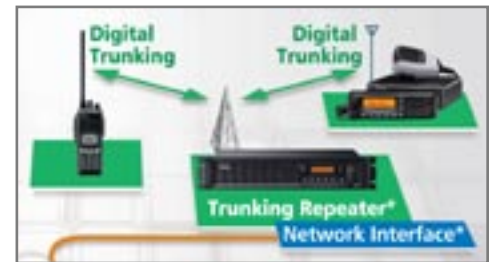 Digital
Trunking
Digital
Trunking
Trunking Repeater*
Network Interface*